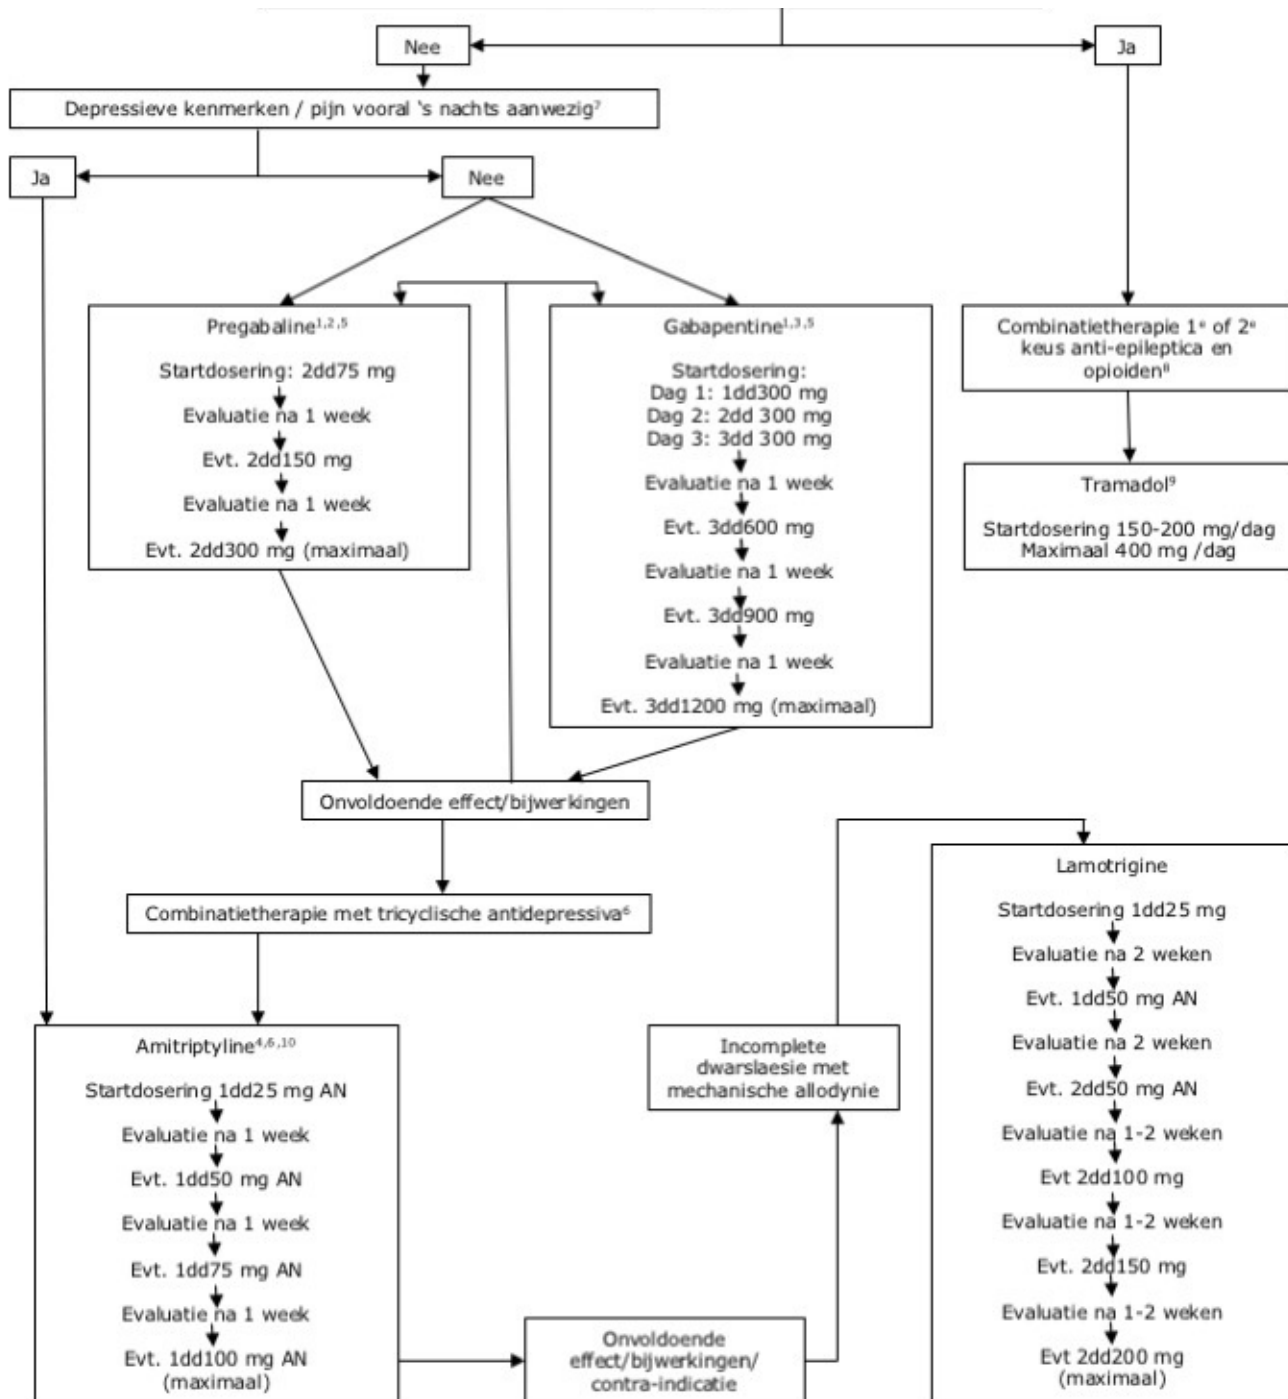 Nee
Ja
Depressieve kenmerken / pijn vooral 's nachts aanwezig⁷
Ja
Nee
Pregabaline¹,²,⁵
Startdosering: 2dd75 mg
Evaluatie na 1 week
Evt. 2dd150 mg
Evaluatie na 1 week
Evt. 2dd300 mg (maximaal)
Gabapentine¹,³,⁵
Startdosering:
Dag 1: 1dd300 mg
Dag 2: 2dd 300 mg
Dag 3: 3dd 300 mg
Evaluatie na 1 week
Evt. 3dd600 mg
Evaluatie na 1 week
Evt. 3dd900 mg
Evaluatie na 1 week
Evt. 3dd1200 mg (maximaal)
Combinatietherapie 1ᵉ of 2ᵉ
keus anti-epileptica en
opioiden⁸
Tramadol⁹
Startdosering 150-200 mg/dag
Maximaal 400 mg /dag
Onvoldoende effect/bijwerkingen
Combinatietherapie met tricyclische antidepressiva⁶
Amitriptyline⁴,⁶,¹⁰
Startdosering 1dd25 mg AN
Evaluatie na 1 week
Evt. 1dd50 mg AN
Evaluatie na 1 week
Evt. 1dd75 mg AN
Evaluatie na 1 week
Evt. 1dd100 mg AN
(maximaal)
Onvoldoende
effect/bijwerkingen/
contra-indicatie
Incomplete
dwarslaesie met
mechanische allodynie
Lamotrigine
Startdosering 1dd25 mg
Evaluatie na 2 weken
Evt. 1dd50 mg AN
Evaluatie na 2 weken
Evt. 2dd50 mg AN
Evaluatie na 1-2 weken
Evt 2dd100 mg
Evaluatie na 1-2 weken
Evt. 2dd150 mg
Evaluatie na 1-2 weken
Evt 2dd200 mg
(maximaal)